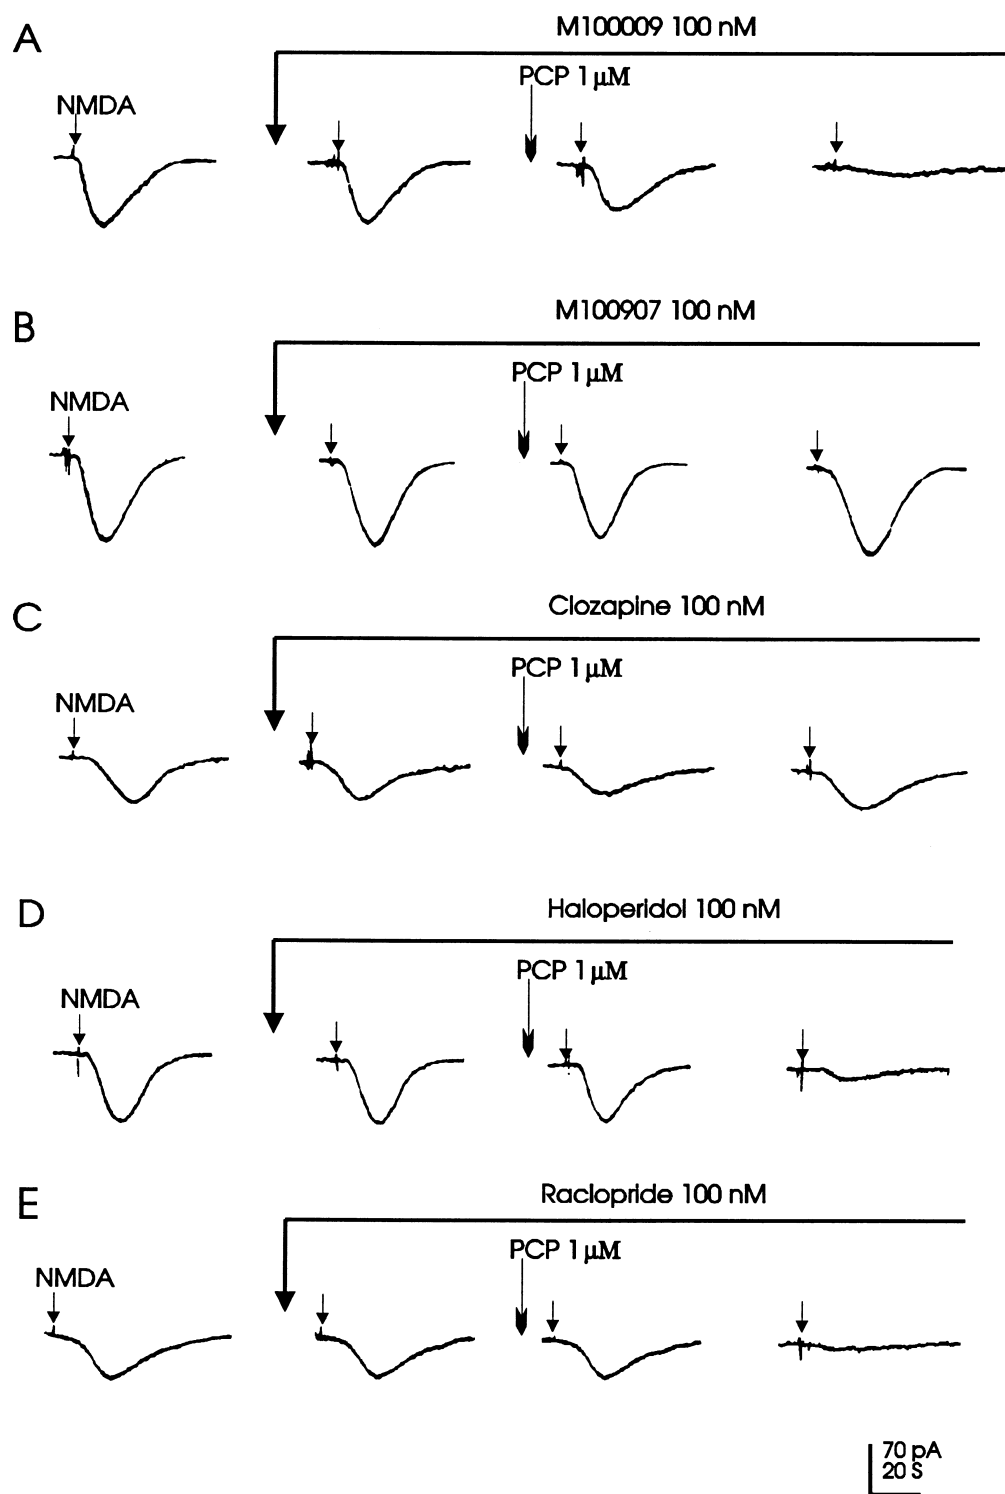 A
M100009 100 nM
PCP 1 μM
NMDA
B
M100907 100 nM
PCP 1 μM
NMDA
C
Clozapine 100 nM
PCP 1 μM
NMDA
D
Haloperidol 100 nM
PCP 1 μM
NMDA
E
Raclopride 100 nM
PCP 1 μM
NMDA
70 pA
20 S